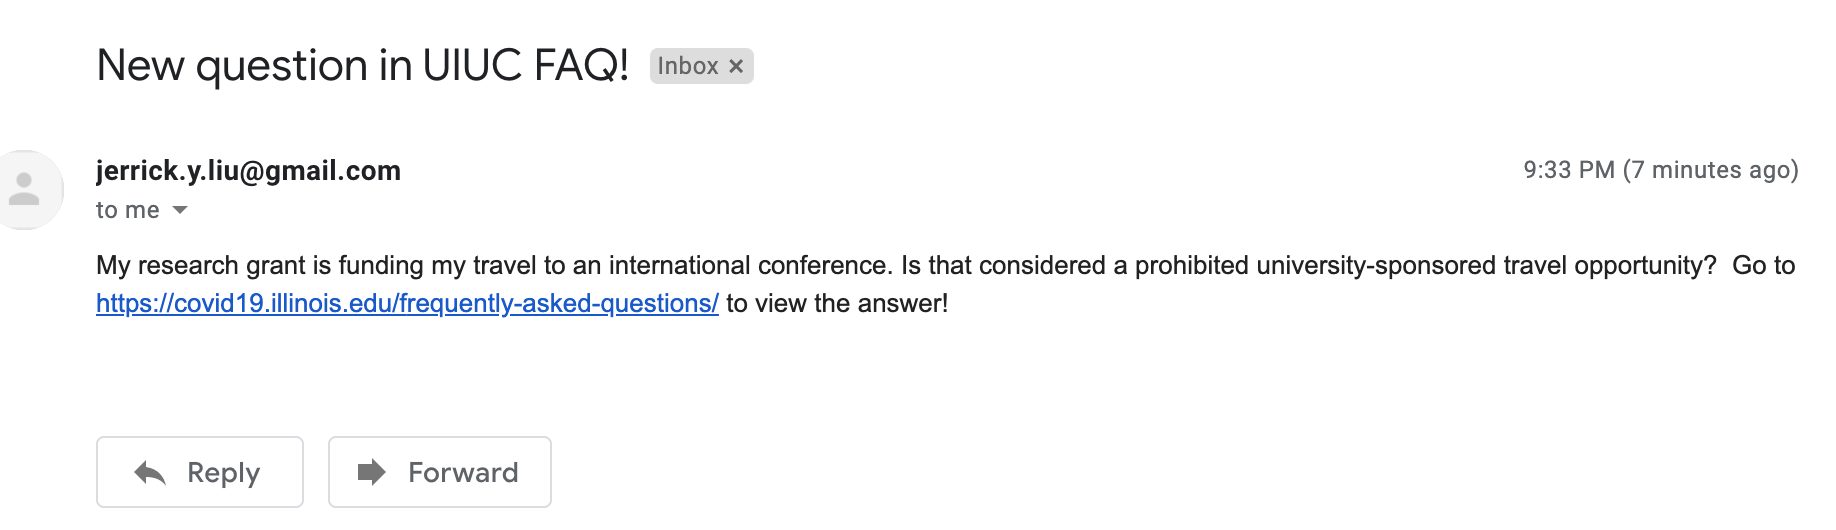 New question in UIUC FAQ! Inbox ×
jerrick.y.liu@gmail.com 9:33 PM (7 minutes ago)
to me
My research grant is funding my travel to an international conference. Is that considered a prohibited university-sponsored travel opportunity?  Go to
https://covid19.illinois.edu/frequently-asked-questions/ to view the answer!
Reply Forward